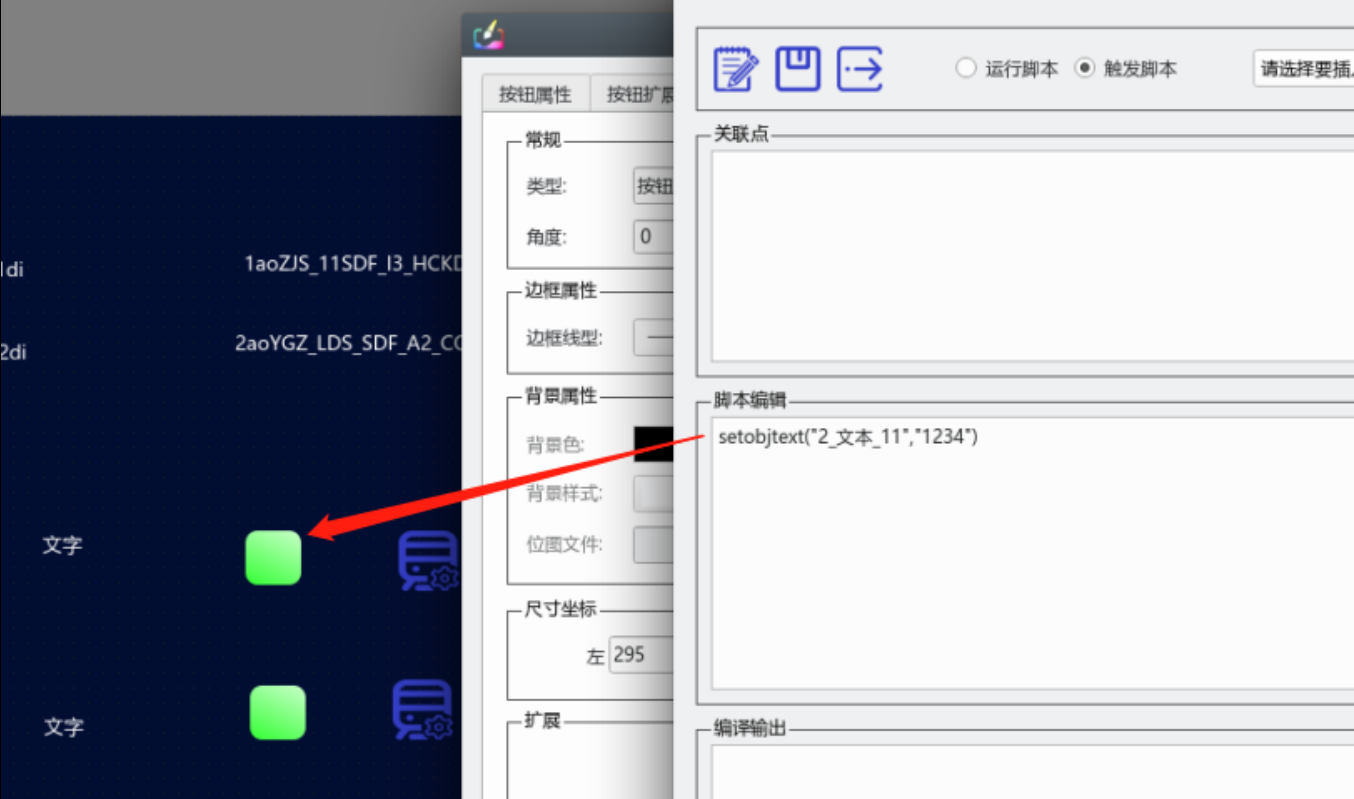 运行脚本
触发脚本
请选择要插
按钮属性
按钮扩展
关联点
常规
类型:
按钮
角度:
0
1di
1aoZJS_11SDF_I3_HCKD
边框属性
边框线型:
2di
2aoYGZ_LDS_SDF_A2_CO
背景属性
脚本编辑
背景色:
setobjtext("2_文本_11","1234")
背景样式:
位图文件:
文字
尺寸坐标
左
295
文字
扩展
编译输出